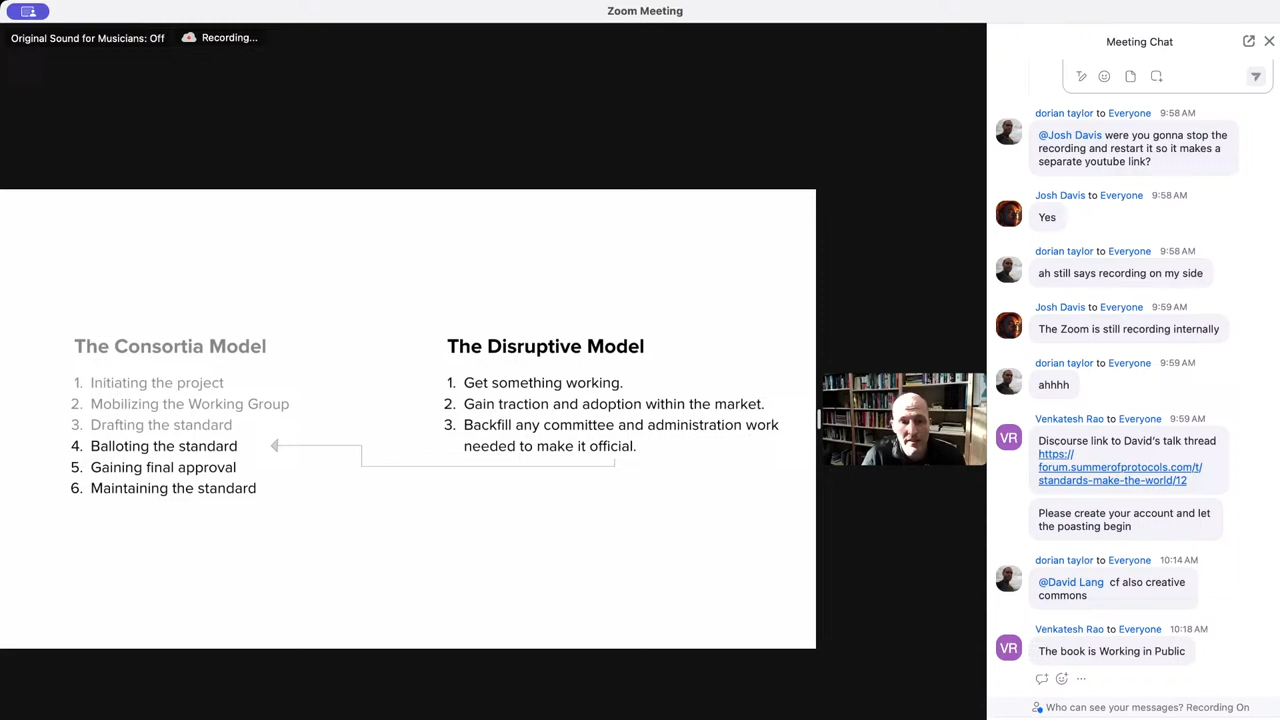 Zoom Meeting
Original Sound for Musicians: Off
Recording...
The Consortia Model
1. Initiating the project
2. Mobilizing the Working Group
3. Drafting the standard
4. Balloting the standard
5. Gaining final approval
6. Maintaining the standard
The Disruptive Model
1. Get something working.
2. Gain traction and adoption within the market.
3. Backfill any committee and administration work
needed to make it official.
Meeting Chat
dorian taylor to Everyone 9:58 AM
@Josh Davis were you gonna stop the
recording and restart it so it makes a
separate youtube link?
Josh Davis to Everyone 9:58 AM
Yes
dorian taylor to Everyone 9:58 AM
ah still says recording on my side
Josh Davis to Everyone 9:59 AM
The Zoom is still recording internally
dorian taylor to Everyone 9:59 AM
ahhhh
Venkatesh Rao to Everyone 9:59 AM
VR
Discourse link to David's talk thread
https://
forum.summerofprotocols.com/t/
standards-make-the-world/12
Please create your account and let
the poasting begin
dorian taylor to Everyone 10:14 AM
@David Lang cf also creative
commons
Venkatesh Rao to Everyone 10:18 AM
VR
The book is Working in Public
Who can see your messages? Recording On